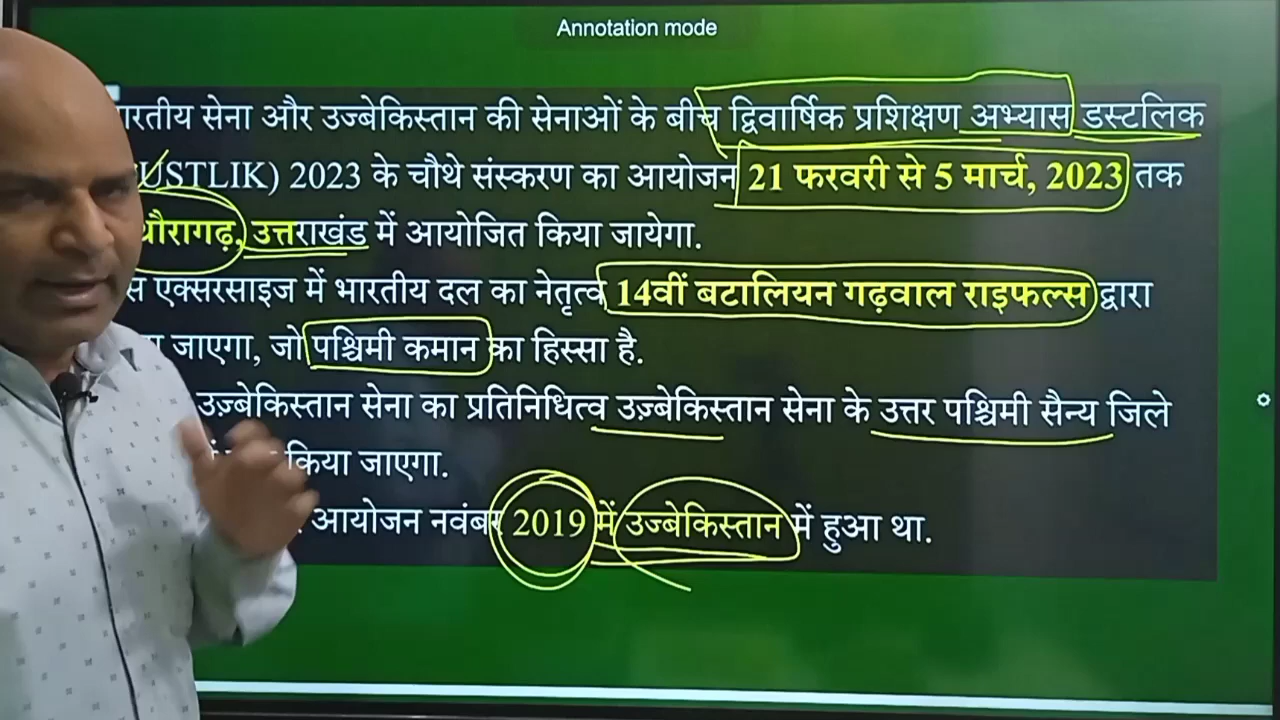 Annotation mode
रतीय सेना और उज्बेकिस्तान की सेनाओं के बीच द्विवार्षिक प्रशिक्षण अभ्यास डस्टलिक
USTLIK) 2023 के चौथे संस्करण का आयोजन 21 फरवरी से 5 मार्च, 2023 तक
थौरागढ़, उत्तराखंड में आयोजित किया जायेगा.
स एक्सरसाइज में भारतीय दल का नेतृत्व 14वीं बटालियन गढ़वाल राइफल्स द्वारा
जाएगा, जो पश्चिमी कमान का हिस्सा है.
उज़्बेकिस्तान सेना का प्रतिनिधित्व उज़्बेकिस्तान सेना के उत्तर पश्चिमी सैन्य जिले
किया जाएगा.
आयोजन नवंबर 2019 में उज्बेकिस्तान में हुआ था.